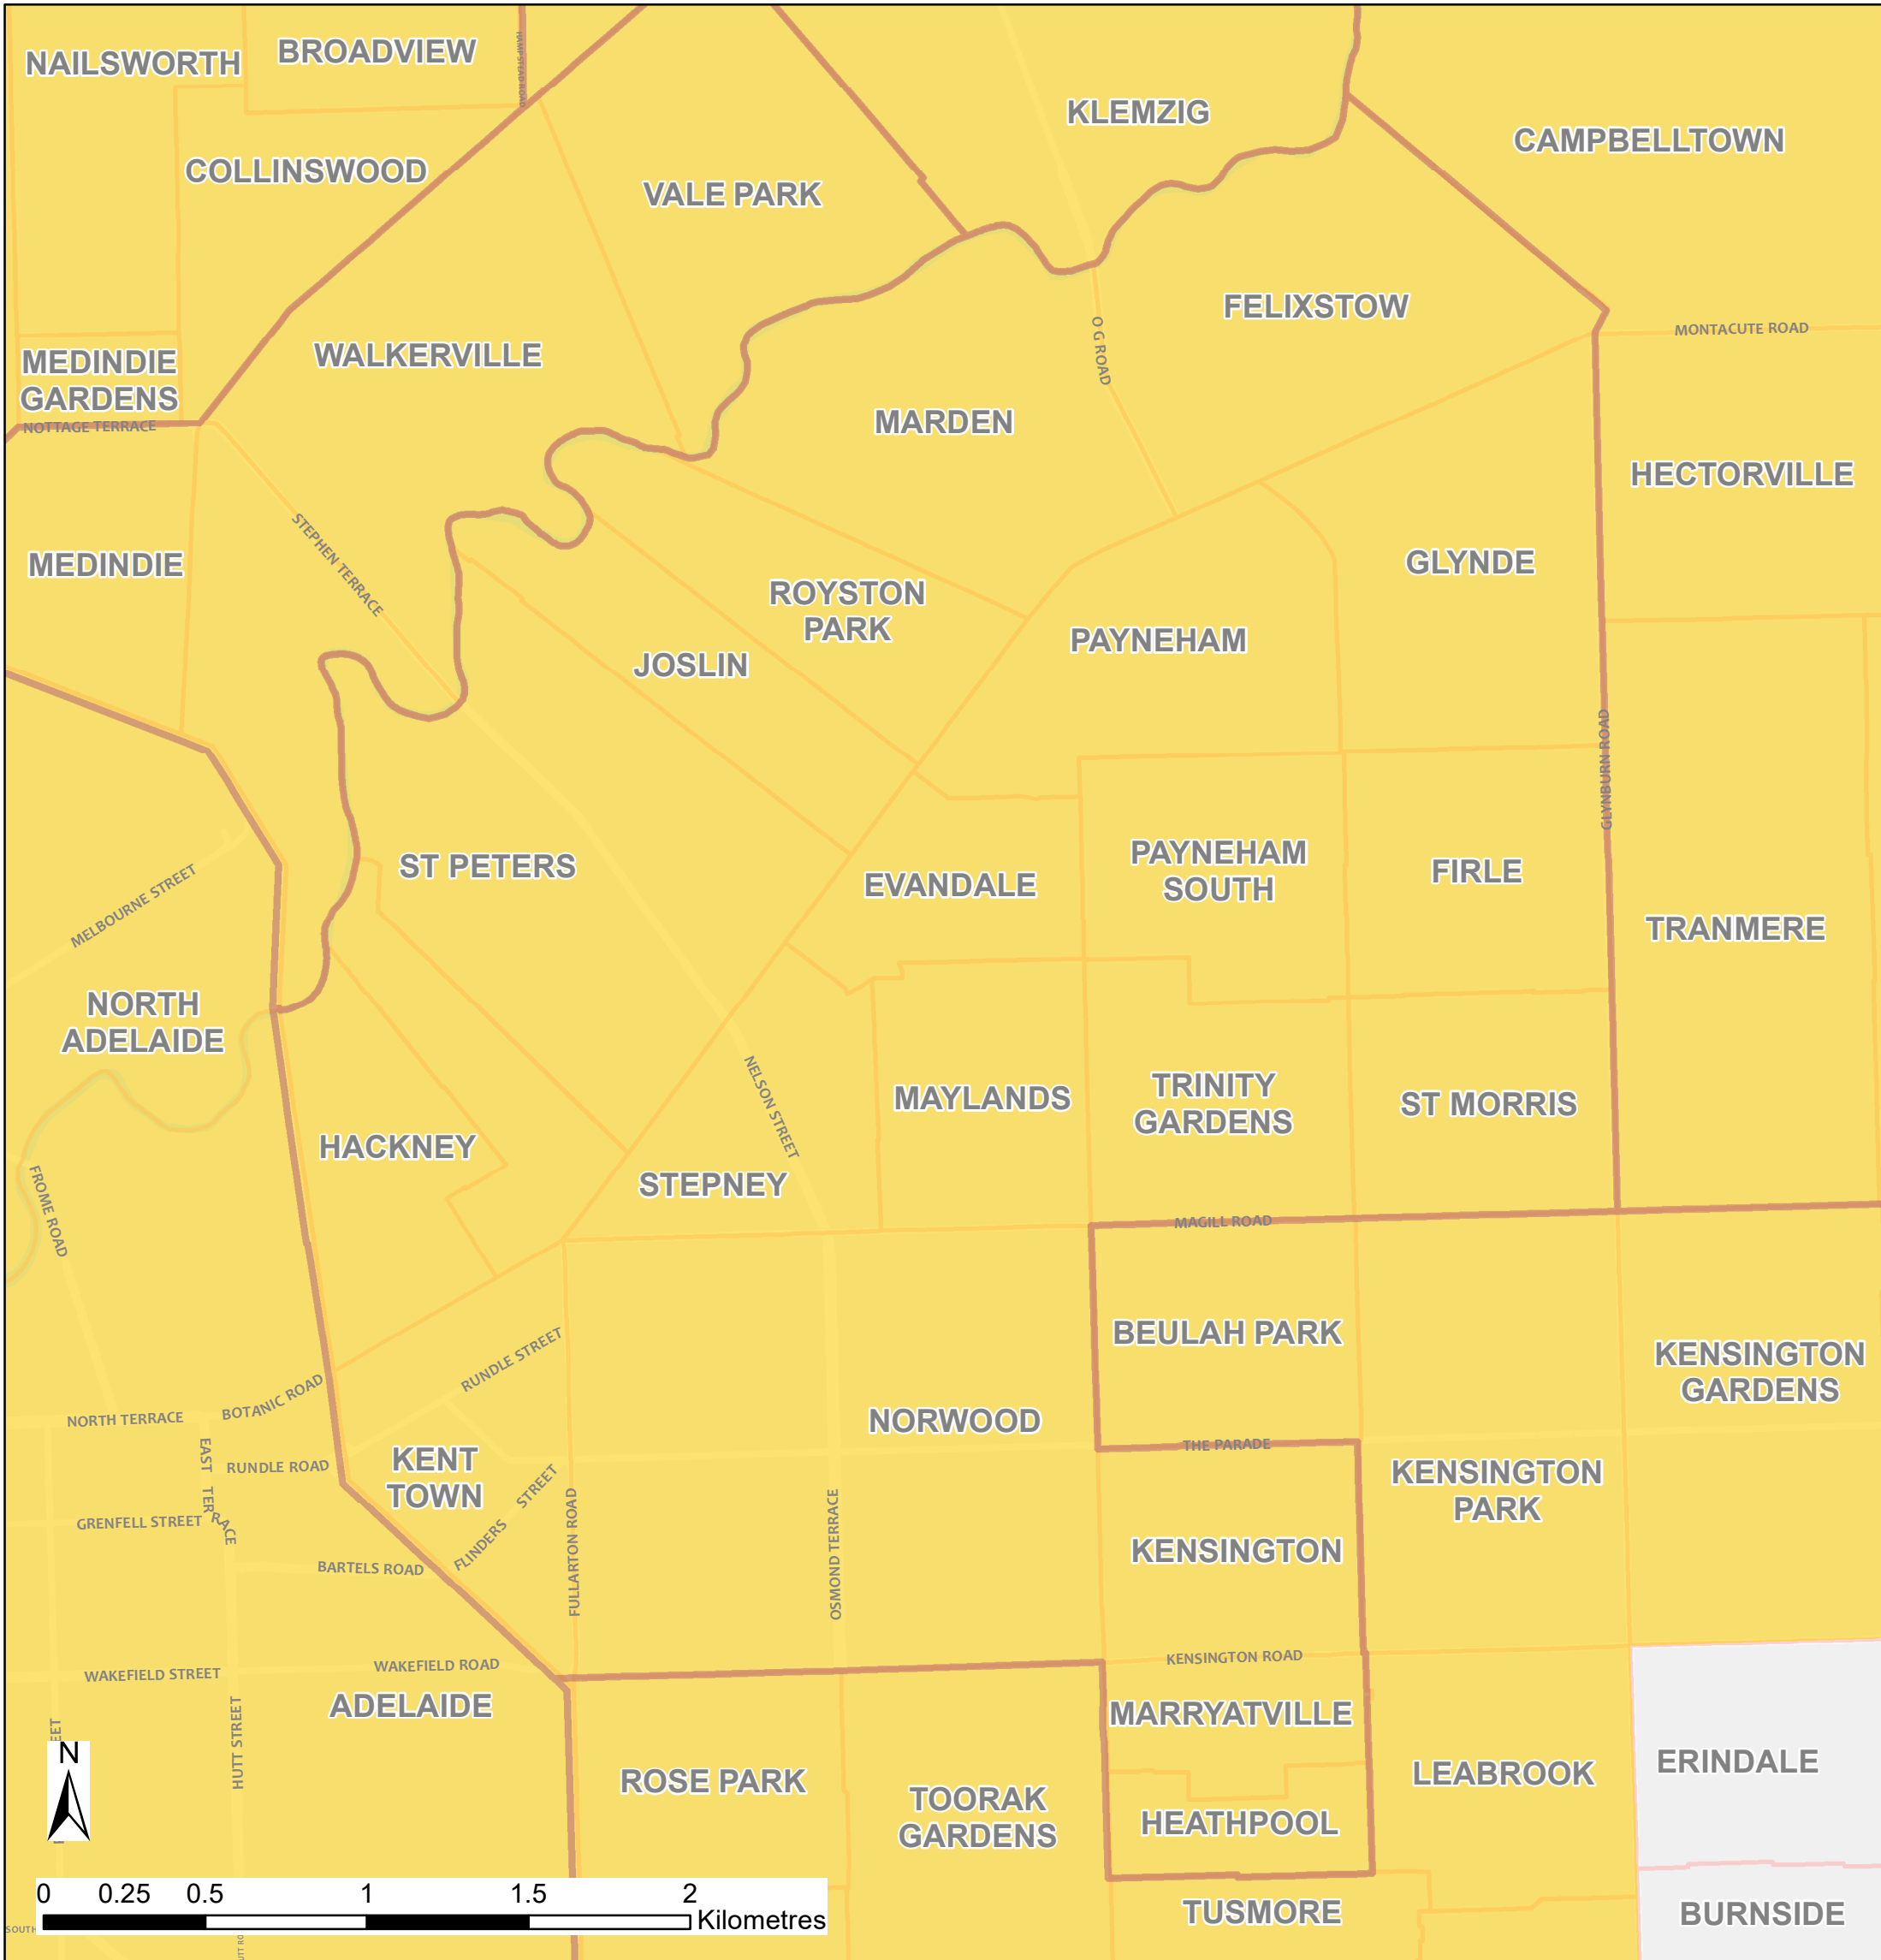 NAILSWORTH
BROADVIEW
HAMPSTEAD ROAD
KLEMZIG
CAMPBELLTOWN
COLLINSWOOD
VALE PARK
FELIXSTOW
MONTACUTE ROAD
O G ROAD
MEDINDIE
GARDENS
WALKERVILLE
NOTTAGE TERRACE
MARDEN
HECTORVILLE
MEDINDIE
STEPHEN TERRACE
GLYNDE
ROYSTON
PARK
JOSLIN
PAYNEHAM
GLYNBURN ROAD
ST PETERS
MELBOURNE STREET
EVANDALE
PAYNEHAM
SOUTH
FIRLE
TRANMERE
NORTH
ADELAIDE
NELSON STREET
MAYLANDS
TRINITY
GARDENS
ST MORRIS
HACKNEY
STEPNEY
FROME ROAD
MAGILL ROAD
BEULAH PARK
KENSINGTON
GARDENS
RUNDLE STREET
BOTANIC ROAD
NORTH TERRACE
NORWOOD
THE PARADE
EAST TERRACE
RUNDLE ROAD
KENT
TOWN
KENSINGTON
PARK
FLINDERS STREET
FULLARTON ROAD
OSMOND TERRACE
GRENFELL STREET
KENSINGTON
BARTELS ROAD
WAKEFIELD STREET
WAKEFIELD ROAD
KENSINGTON ROAD
ADELAIDE
HUTT STREET
MARRYATVILLE
ROSE PARK
TOORAK
GARDENS
LEABROOK
ERINDALE
HEATHPOOL
N
0 0.25 0.5 1 1.5 2
Kilometres
TUSMORE
BURNSIDE
SOUTH